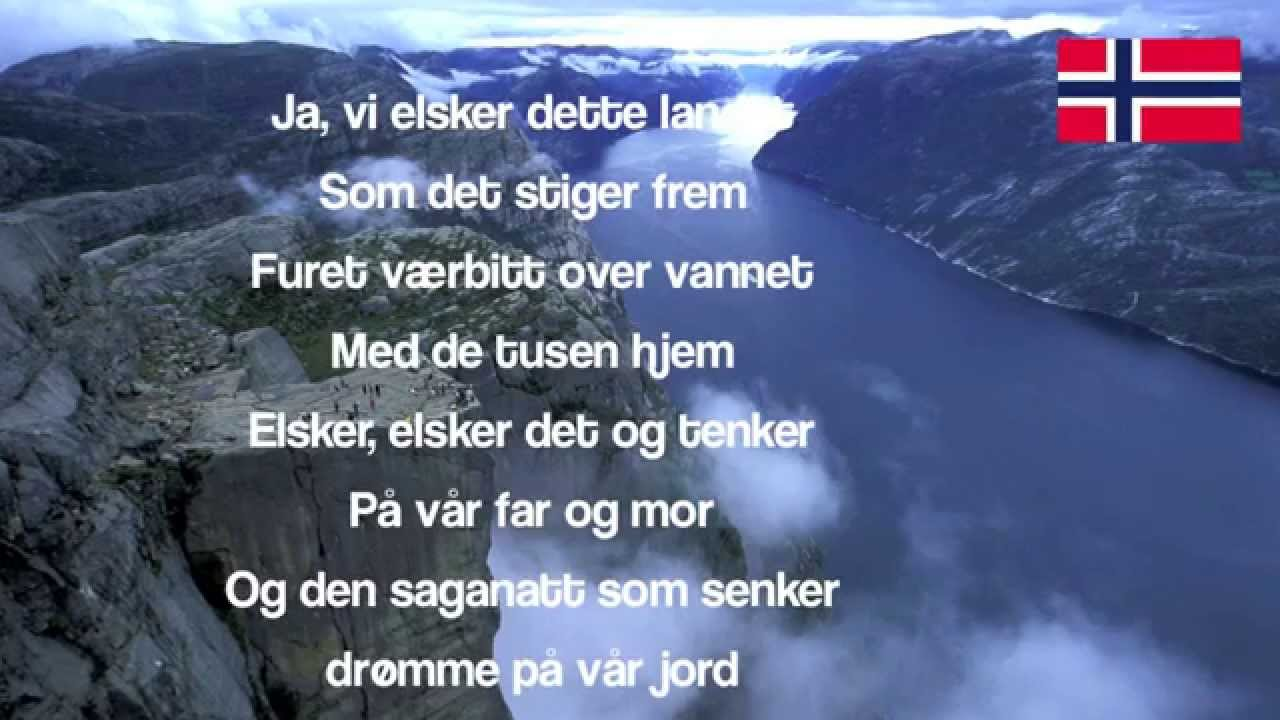 Ja, vi elsker dette landet
Som det stiger frem
Furet værbitt over vannet
Med de tusen hjem
Elsker, elsker det og tenker
På vår far og mor
Og den saganatt som senker
drømme på vår jord